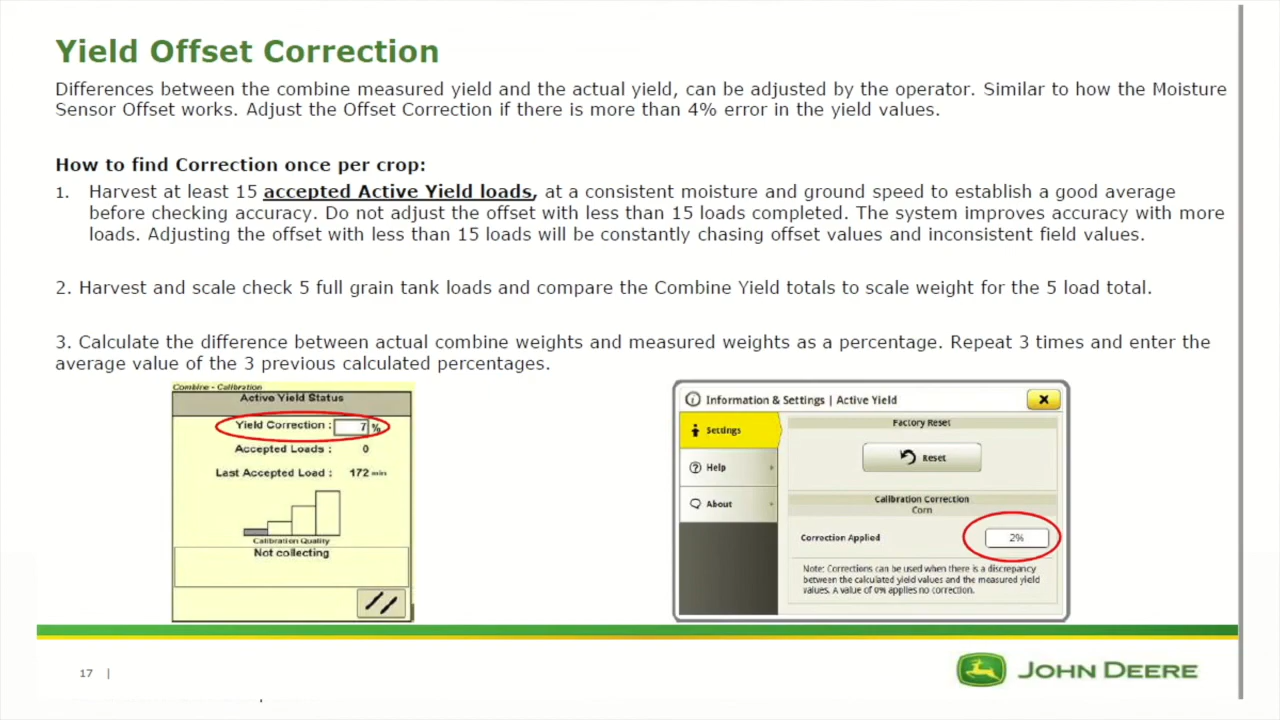 Yield Offset Correction
Differences between the combine measured yield and the actual yield, can be adjusted by the operator. Similar to how the Moisture
Sensor Offset works. Adjust the Offset Correction if there is more than 4% error in the yield values.
How to find Correction once per crop:
1. Harvest at least 15 accepted Active Yield loads, at a consistent moisture and ground speed to establish a good average
before checking accuracy. Do not adjust the offset with less than 15 loads completed. The system improves accuracy with more
loads. Adjusting the offset with less than 15 loads will be constantly chasing offset values and inconsistent field values.
2. Harvest and scale check 5 full grain tank loads and compare the Combine Yield totals to scale weight for the 5 load total.
3. Calculate the difference between actual combine weights and measured weights as a percentage. Repeat 3 times and enter the
average value of the 3 previous calculated percentages.
Combine - Calibration
Active Yield Status
Yield Correction : 7 %
Accepted Loads : 0
Last Accepted Load : 172 min
Calibration Quality
Not collecting
Information & Settings | Active Yield
Settings
Help
About
Factory Reset
Reset
Calibration Correction
Corn
Correction Applied 2%
Note: Corrections can be used when there is a discrepancy
between the calculated yield values and the measured yield
values. A value of 0% applies no correction.
17 |
JOHN DEERE